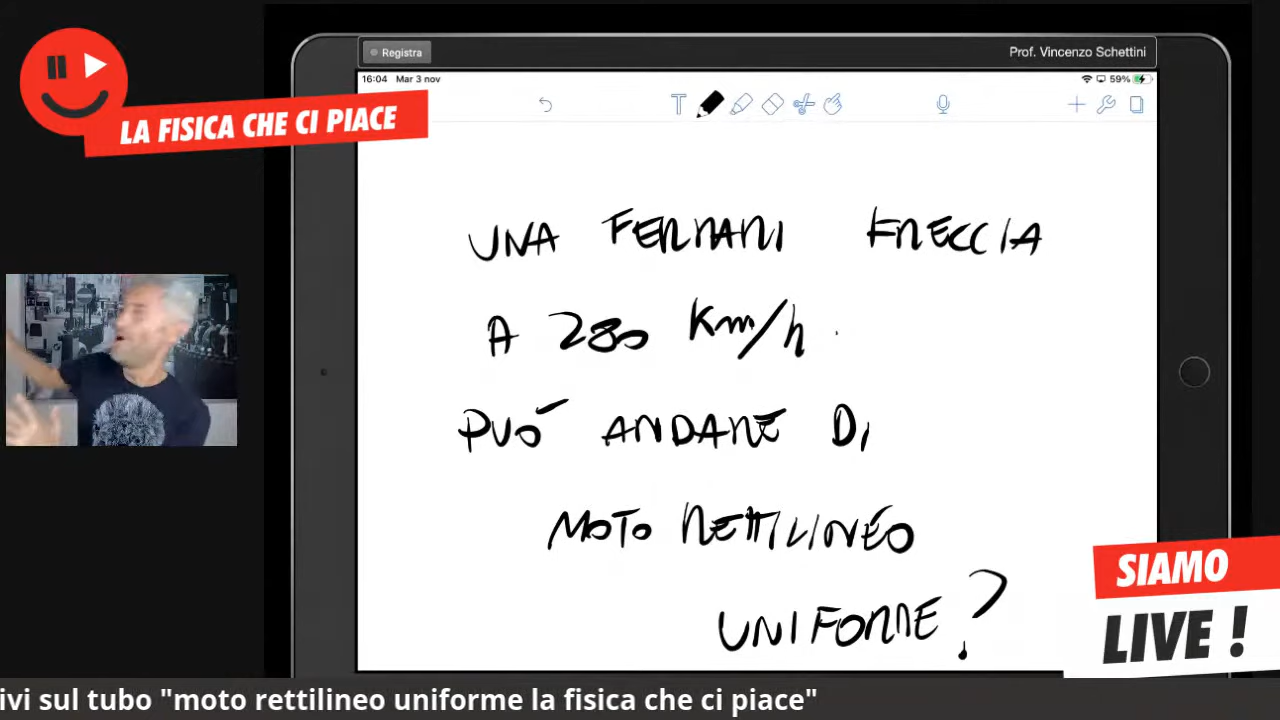 Registra
Prof. Vincenzo Schettini
16:04 Mar 3 nov
59%
LA FISICA CHE CI PIACE
T
UNA FERRARI FRECCIA
A 280 Km/h
PUÓ ANDARE DI
MOTO RETTILINEO
UNIFORME?
SIAMO
LIVE !
ivi sul tubo "moto rettilineo uniforme la fisica che ci piace"